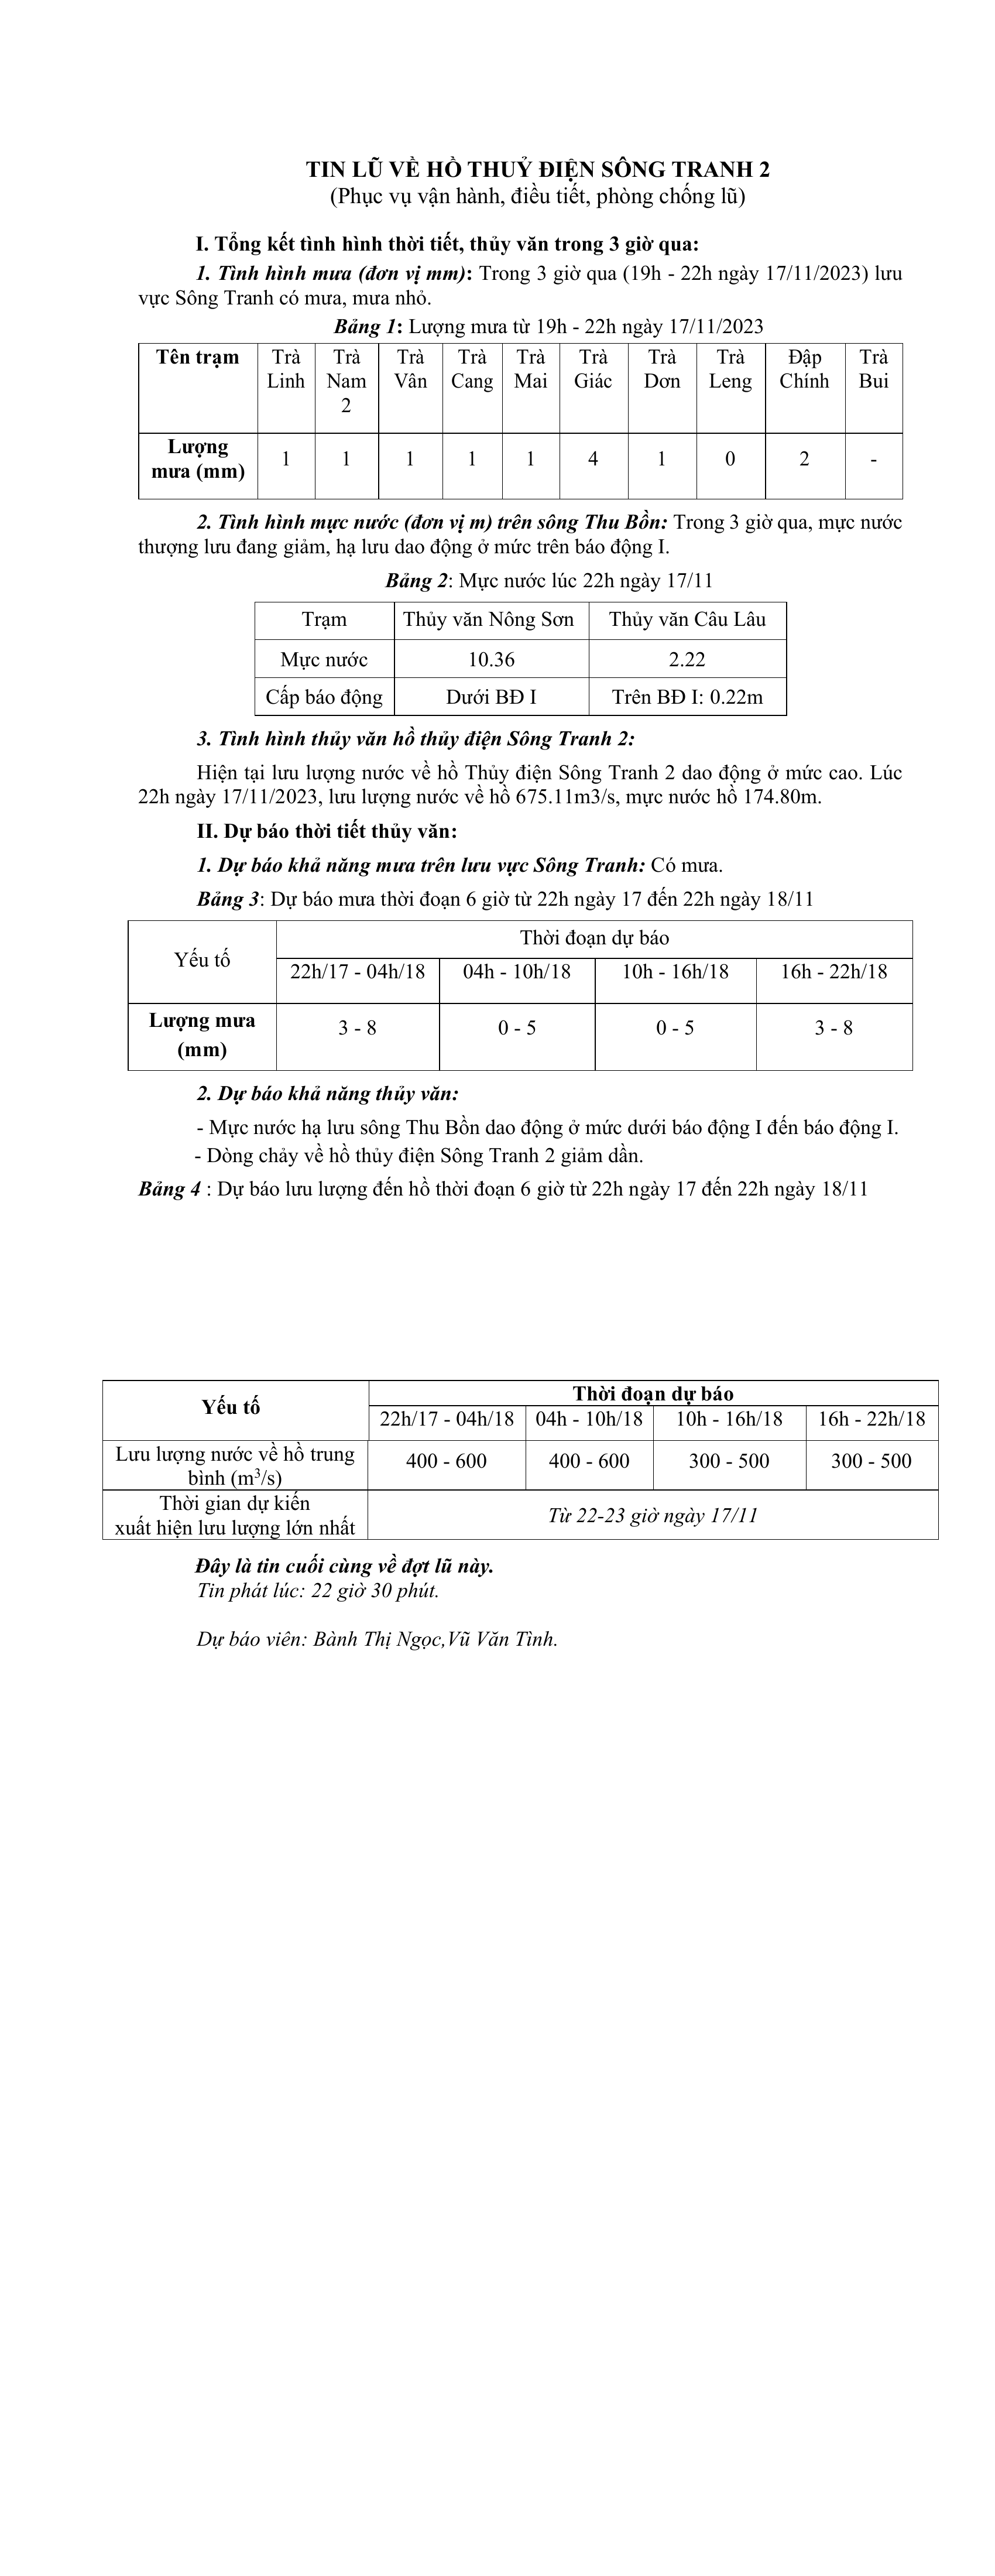 TIN LŨ VỀ HỒ THUỶ ĐIỆN SÔNG TRANH 2
(Phục vụ vận hành, điều tiết, phòng chống lũ)
I. Tổng kết tình hình thời tiết, thủy văn trong 3 giờ qua:
1. Tình hình mưa (đơn vị mm): Trong 3 giờ qua (19h - 22h ngày 17/11/2023) lưu
vực Sông Tranh có mưa, mưa nhỏ.
Bảng 1: Lượng mưa từ 19h - 22h ngày 17/11/2023
Tên trạm Trà Trà Trà Trà Trà Trà Trà Trà Đập Trà
Linh Nam Vân Cang Mai Giác Dơn Leng Chính Bui
2
Lượng
mưa (mm) 1 1 1 1 1 4 1 0 2 -
2. Tình hình mực nước (đơn vị m) trên sông Thu Bồn: Trong 3 giờ qua, mực nước
thượng lưu đang giảm, hạ lưu dao động ở mức trên báo động I.
Bảng 2: Mực nước lúc 22h ngày 17/11
Trạm Thủy văn Nông Sơn Thủy văn Câu Lâu
Mực nước 10.36 2.22
Cấp báo động Dưới BĐ I Trên BĐ I: 0.22m
3. Tình hình thủy văn hồ thủy điện Sông Tranh 2:
Hiện tại lưu lượng nước về hồ Thủy điện Sông Tranh 2 dao động ở mức cao. Lúc
22h ngày 17/11/2023, lưu lượng nước về hồ 675.11m3/s, mực nước hồ 174.80m.
II. Dự báo thời tiết thủy văn:
1. Dự báo khả năng mưa trên lưu vực Sông Tranh: Có mưa.
Bảng 3: Dự báo mưa thời đoạn 6 giờ từ 22h ngày 17 đến 22h ngày 18/11
Yếu tố Thời đoạn dự báo
22h/17 - 04h/18 04h - 10h/18 10h - 16h/18 16h - 22h/18
Lượng mưa
(mm) 3 - 8 0 - 5 0 - 5 3 - 8
2. Dự báo khả năng thủy văn:
- Mực nước hạ lưu sông Thu Bồn dao động ở mức dưới báo động I đến báo động I.
- Dòng chảy về hồ thủy điện Sông Tranh 2 giảm dần.
Bảng 4 : Dự báo lưu lượng đến hồ thời đoạn 6 giờ từ 22h ngày 17 đến 22h ngày 18/11
Yếu tố Thời đoạn dự báo
22h/17 - 04h/18 04h - 10h/18 10h - 16h/18 16h - 22h/18
Lưu lượng nước về hồ trung
bình (m³/s) 400 - 600 400 - 600 300 - 500 300 - 500
Thời gian dự kiến
xuất hiện lưu lượng lớn nhất Từ 22-23 giờ ngày 17/11
Đây là tin cuối cùng về đợt lũ này.
Tin phát lúc: 22 giờ 30 phút.
Dự báo viên: Bành Thị Ngọc,Vũ Văn Tình.